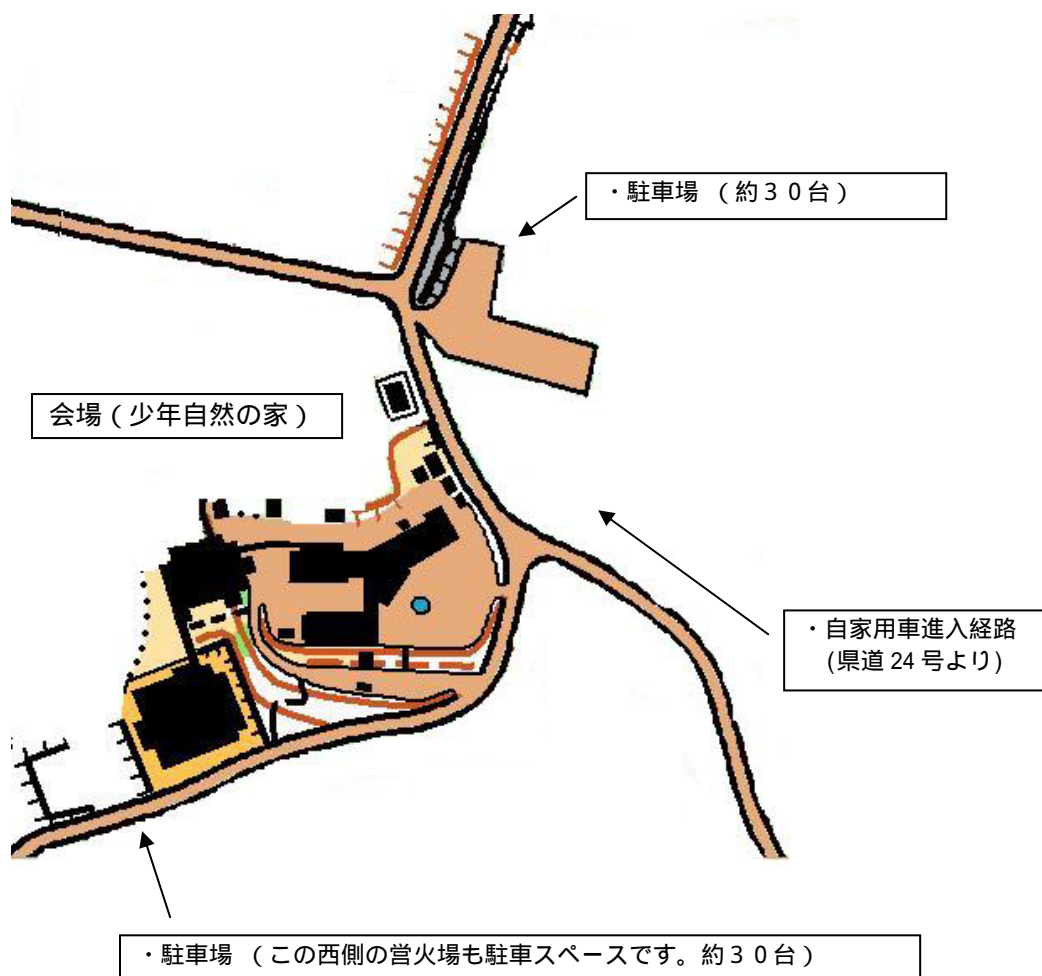 ・駐車場 （約３０台）
会場（少年自然の家）
・自家用車進入経路
(県道 24 号より)
・駐車場 （この西側の営火場も駐車スペースです。約３０台）